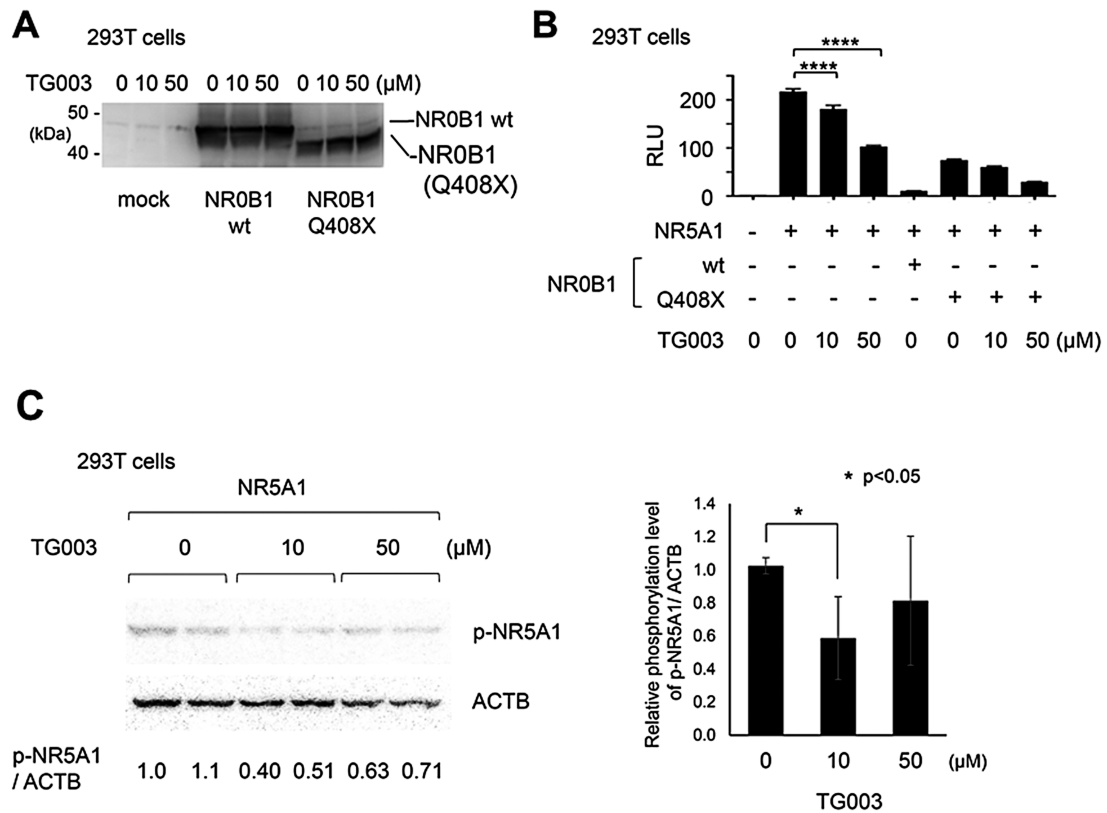 A
293T cells
TG003 0 10 50 0 10 50 0 10 50 (μM)
50 -
(kDa)
40 -
NR0B1 wt
-NR0B1
(Q408X)
mock NR0B1 NR0B1
wt Q408X
B
293T cells
****
****
RLU
200
100
0
NR5A1 - + + + + + + +
NR0B1
wt - - - - + - - -
Q408X - - - - - + + +
TG003 0 0 10 50 0 0 10 50 (μM)
C
293T cells
NR5A1
TG003 0 10 50 (μM)
p-NR5A1
ACTB
p-NR5A1
/ ACTB
1.0 1.1 0.40 0.51 0.63 0.71
* p<0.05
Relative phosphorylation level
of p-NR5A1/ ACTB
1.4
1.2
1.0
0.8
0.6
0.4
0.2
0.0
*
0 10 50 (μM)
TG003